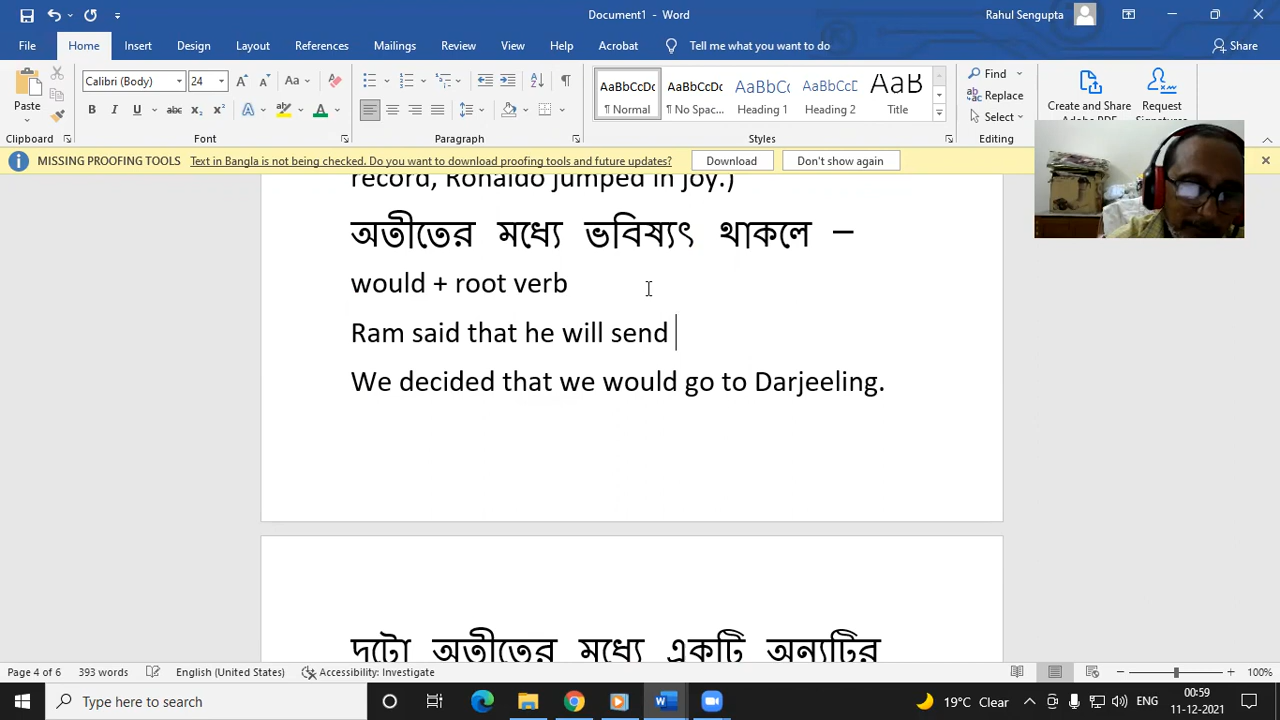 Document1 - Word
Rahul Sengupta
File Home Insert Design Layout References Mailings Review View Help Acrobat Tell me what you want to do Share
Calibri (Body) 24 AaBbCcDc AaBbCcDc AaBbCcD AaBbCcD AaB Find
Paste ¶ Normal ¶ No Spac... Heading 1 Heading 2 Title Replace Create and Share Request
Select
Clipboard Font Paragraph Styles Editing
MISSING PROOFING TOOLS Text in Bangla is not being checked. Do you want to download proofing tools and future updates? Download Don't show again
record, Ronaldo jumped in joy.)
অতীতের মধ্যে ভবিষ্যৎ থাকলে –
would + root verb
Ram said that he will send
We decided that we would go to Darjeeling.
দুটো অতীতের মধ্যে একটি অন্যটির
Page 4 of 6 393 words English (United States) Accessibility: Investigate 100%
Type here to search 19°C Clear ENG 00:59
11-12-2021